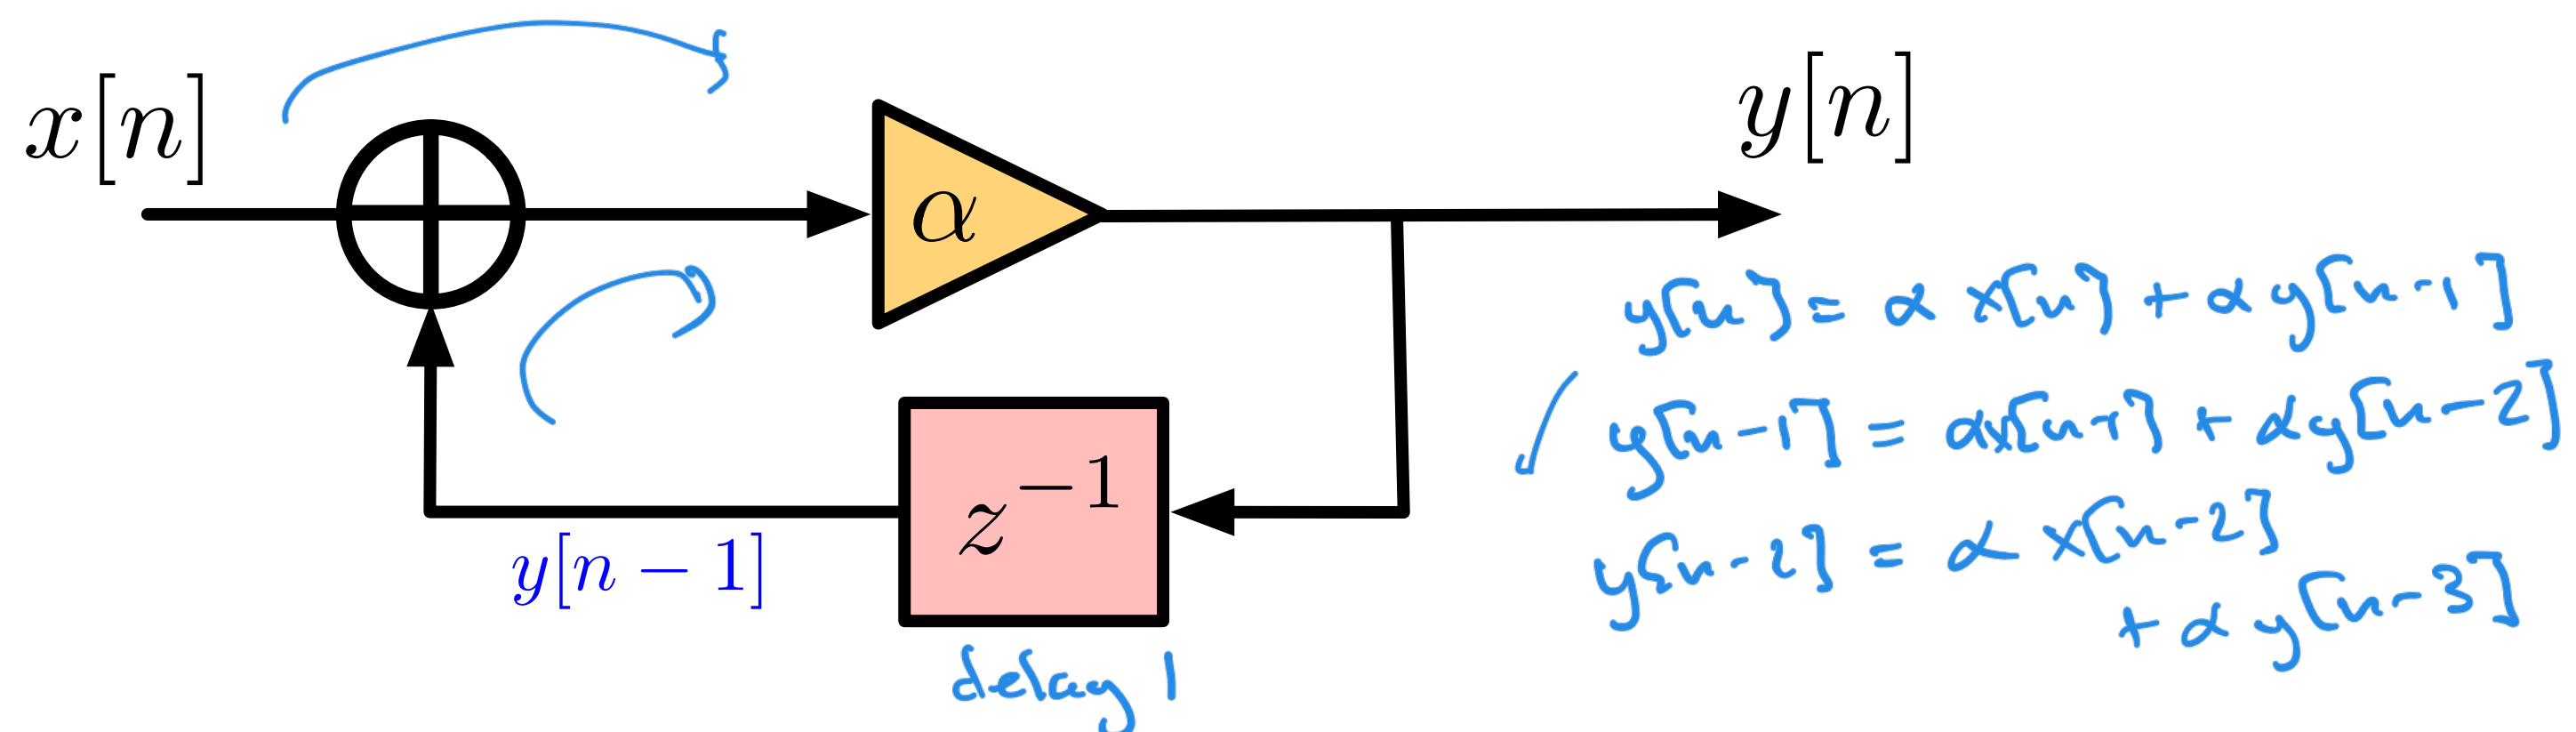 x[n]
y[n]
α
y[n] = α x[n] + α y[n-1]
y[n-1] = αx[n-1] + αy[n-2]
z^{-1}
y[n − 1]
y[n-2] = α x[n-2]
+ α y[n-3]
delay 1